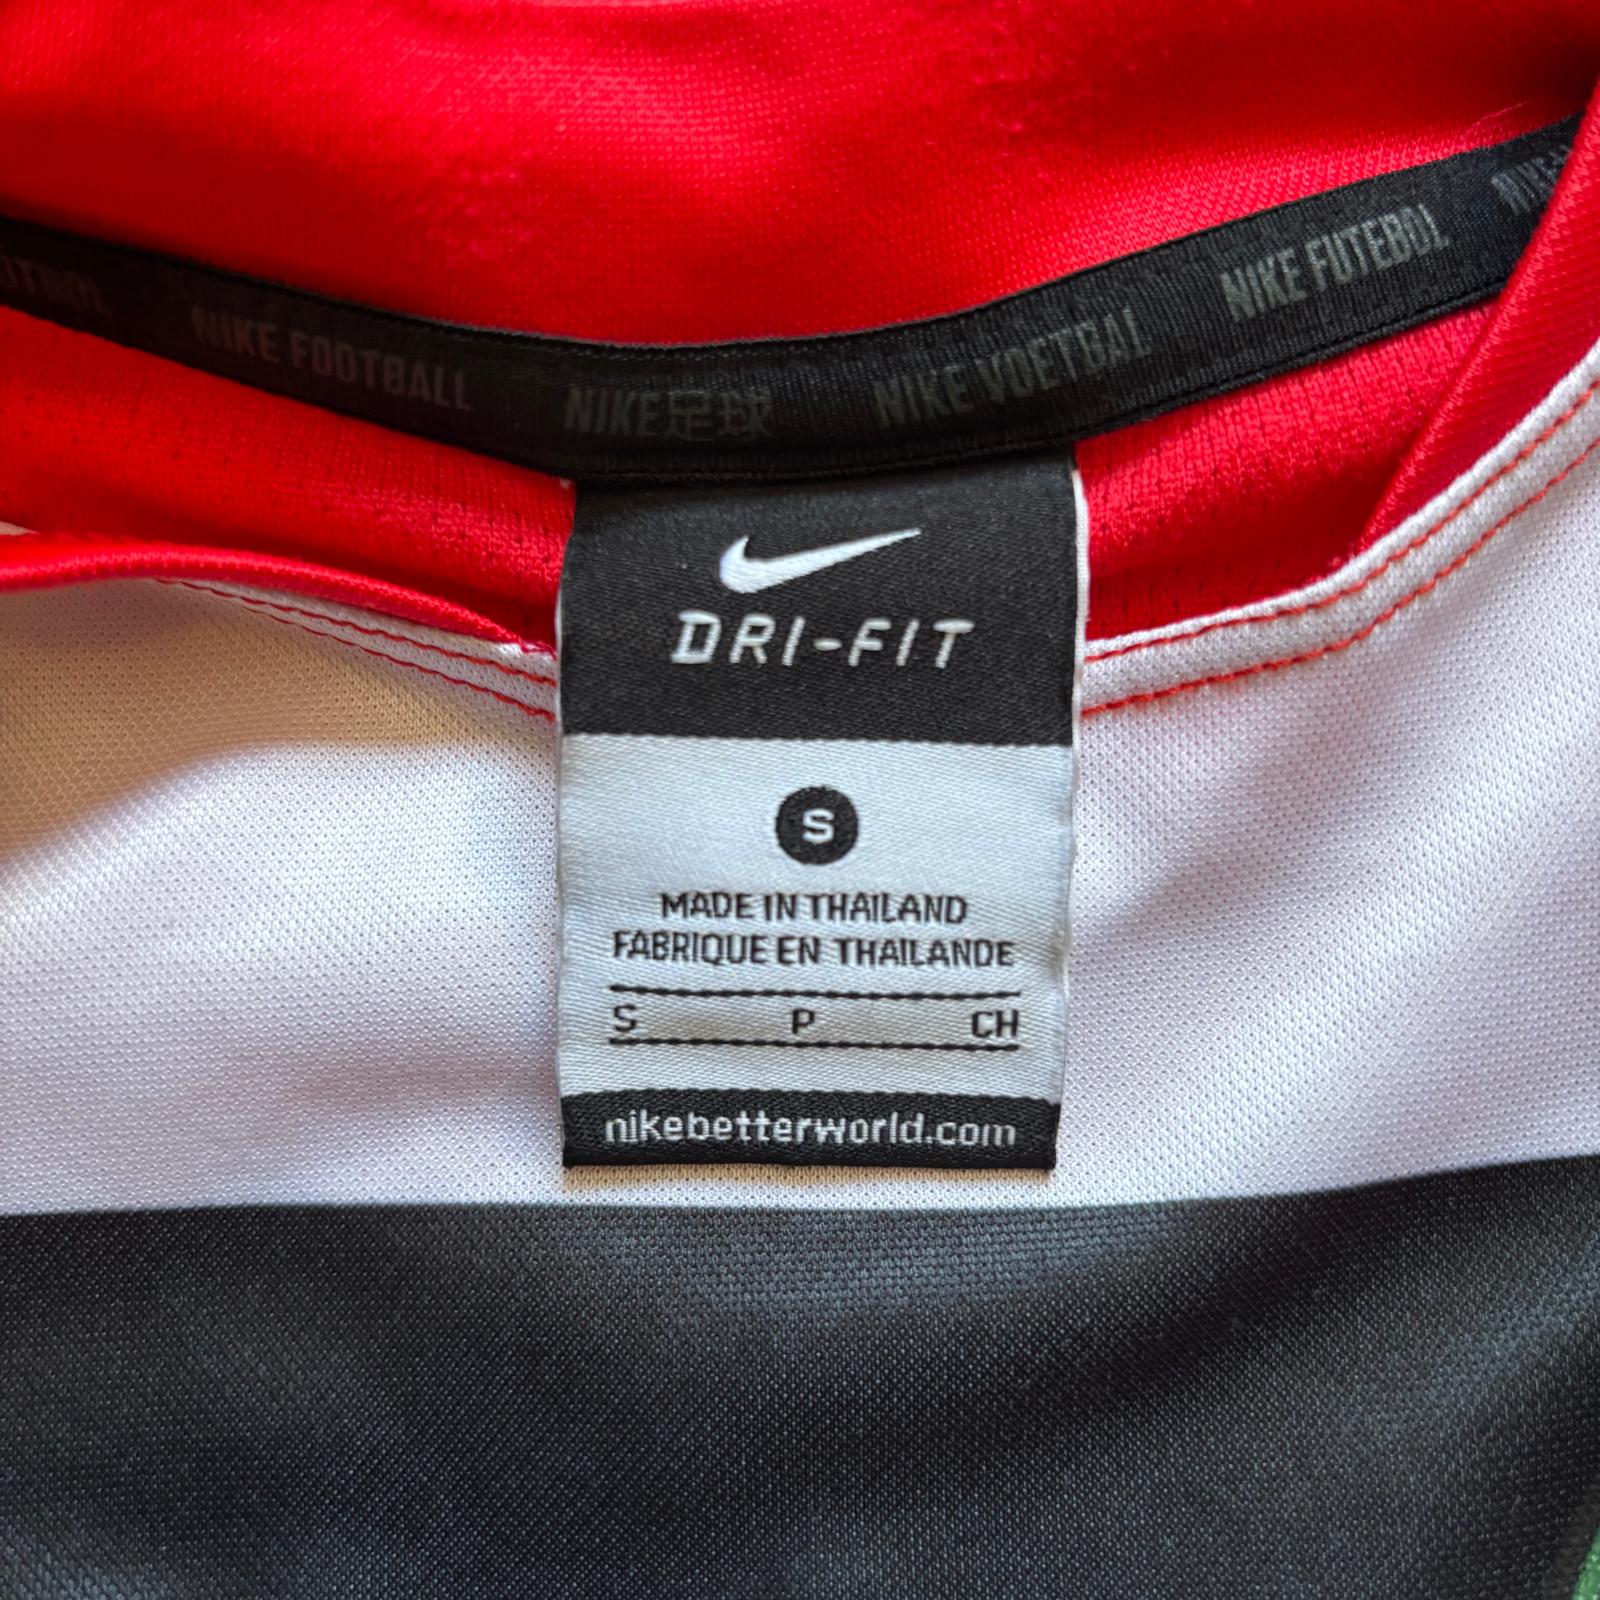 NIKE FOOTBALL NIKE足球 NIKE VOETBAL NIKE FUTEBOL NIKE
DRI-FIT
S
MADE IN THAILAND
FABRIQUE EN THAILANDE
S P CH
nikebetterworld.com